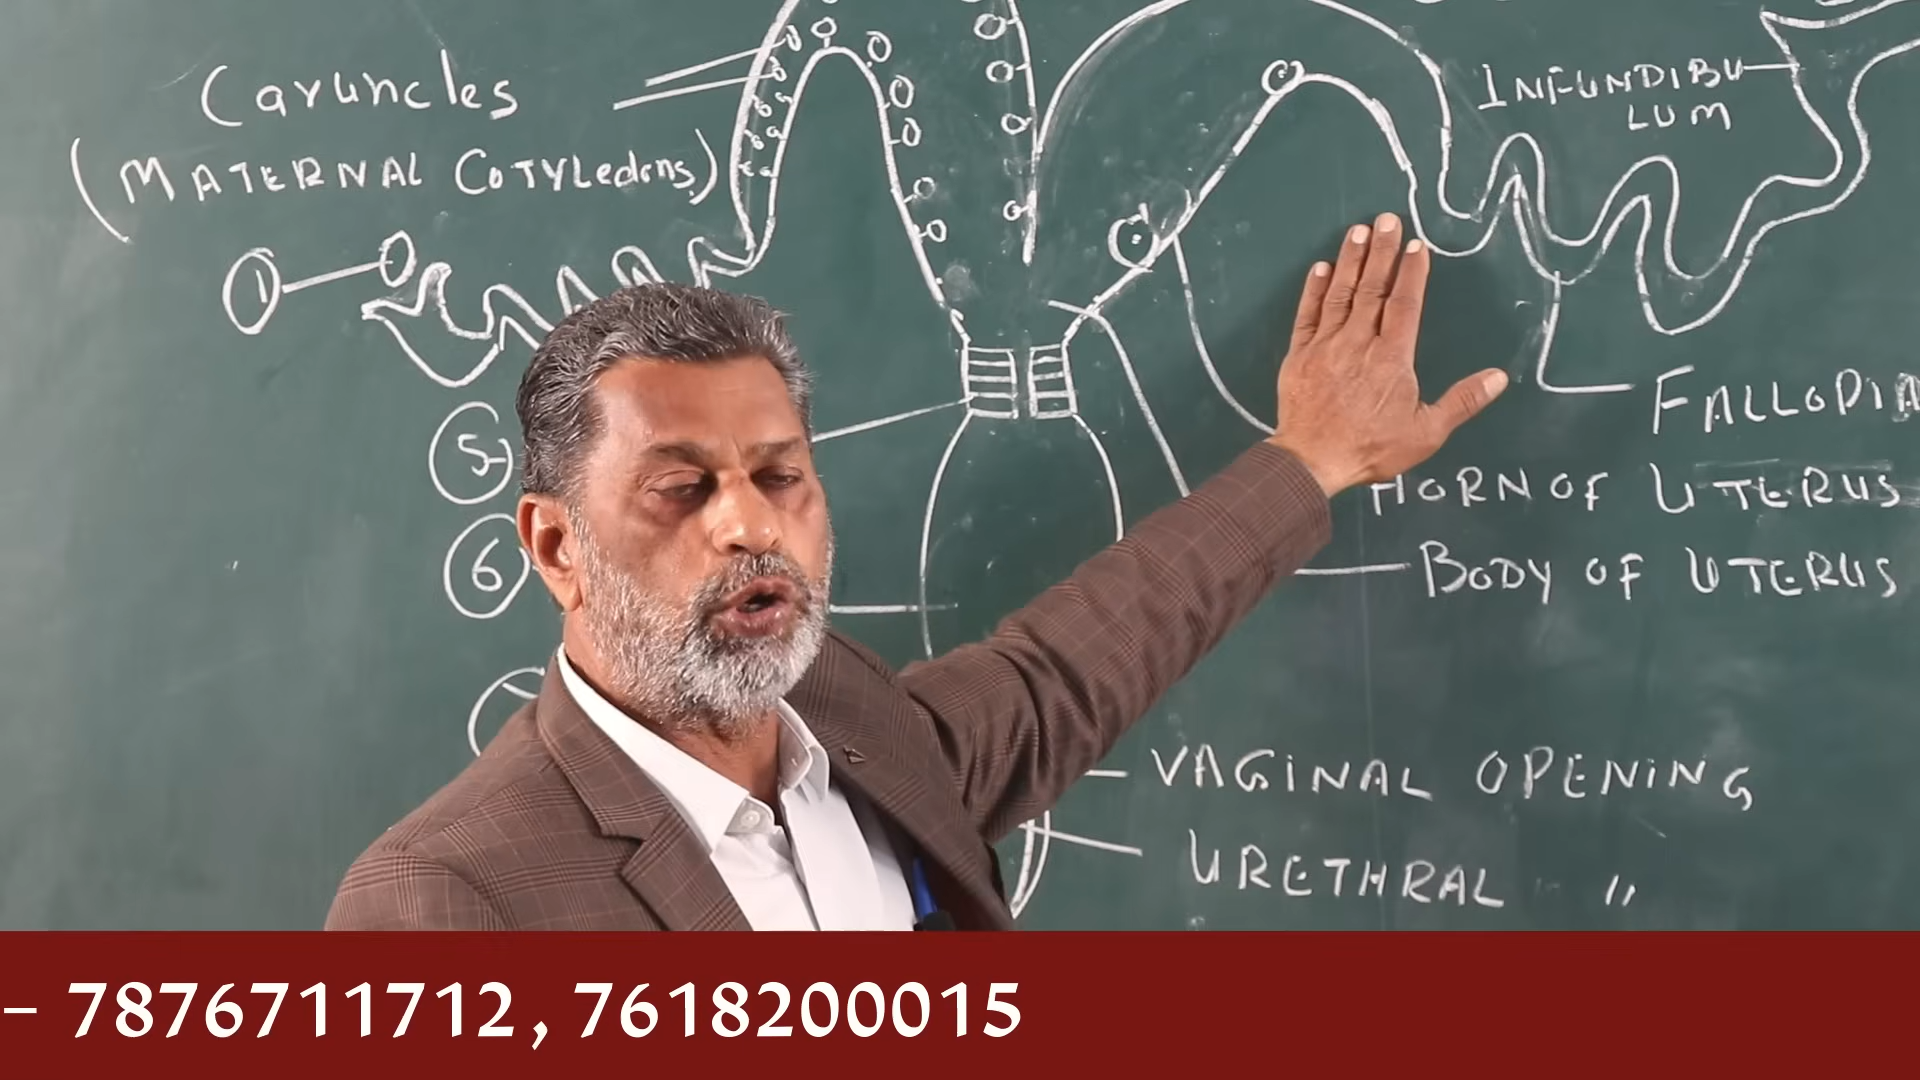 Caruncles
(MATERNAL COTYLedons)
INFUNDIBU
LUM
1
5
6
FALLOPIA
HORN OF UTERUS
BODY OF UTERUS
VAGINAL OPENING
URETHRAL "
- 7876711712, 7618200015